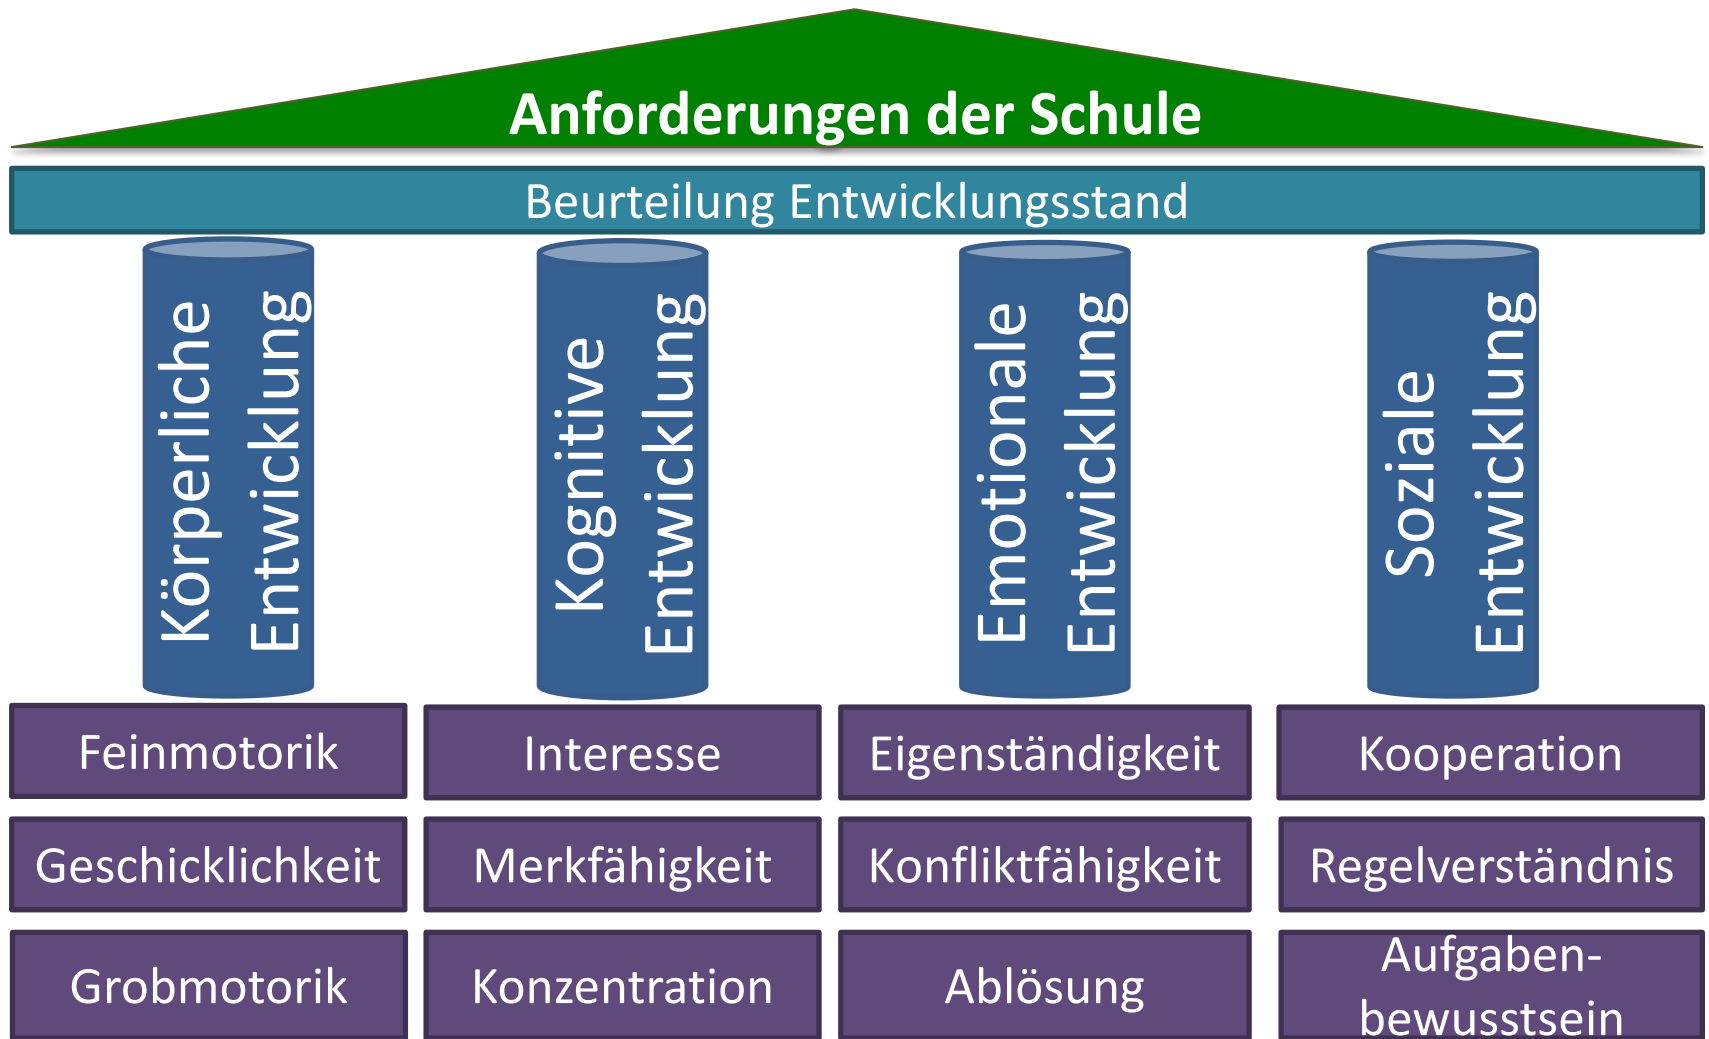 Anforderungen der Schule
Beurteilung Entwicklungsstand
Körperliche
Entwicklung
Kognitive
Entwicklung
Emotionale
Entwicklung
Soziale
Entwicklung
Feinmotorik
Interesse
Eigenständigkeit
Kooperation
Geschicklichkeit
Merkfähigkeit
Konfliktfähigkeit
Regelverständnis
Grobmotorik
Konzentration
Ablösung
Aufgaben-
bewusstsein